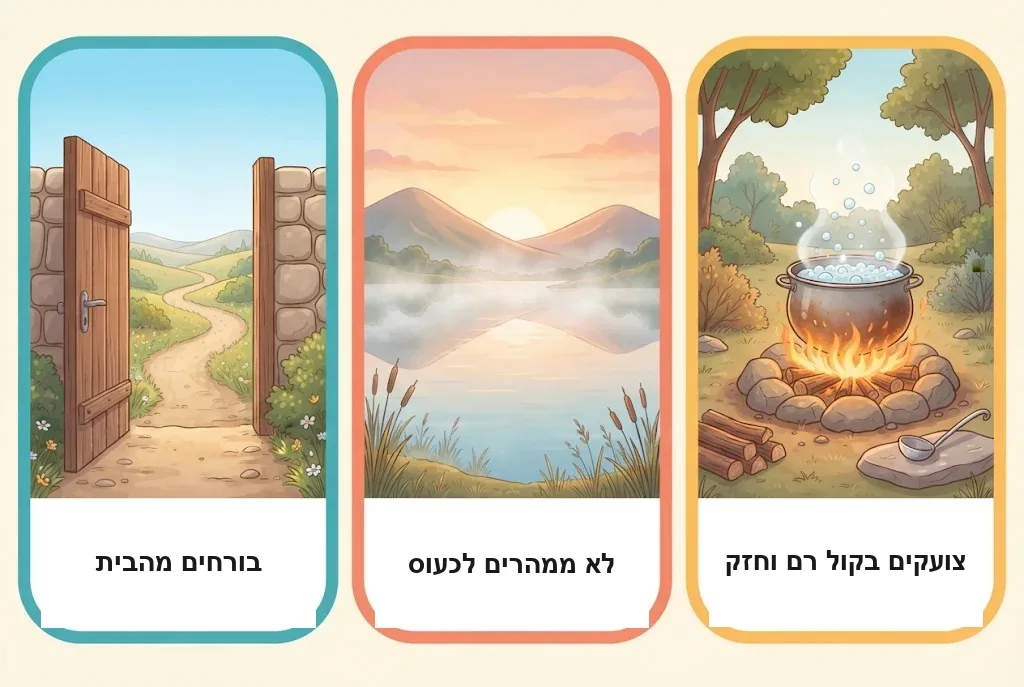 צועקים בקול רם וחזק
לא ממהרים לכעוס
בורחים מהבית